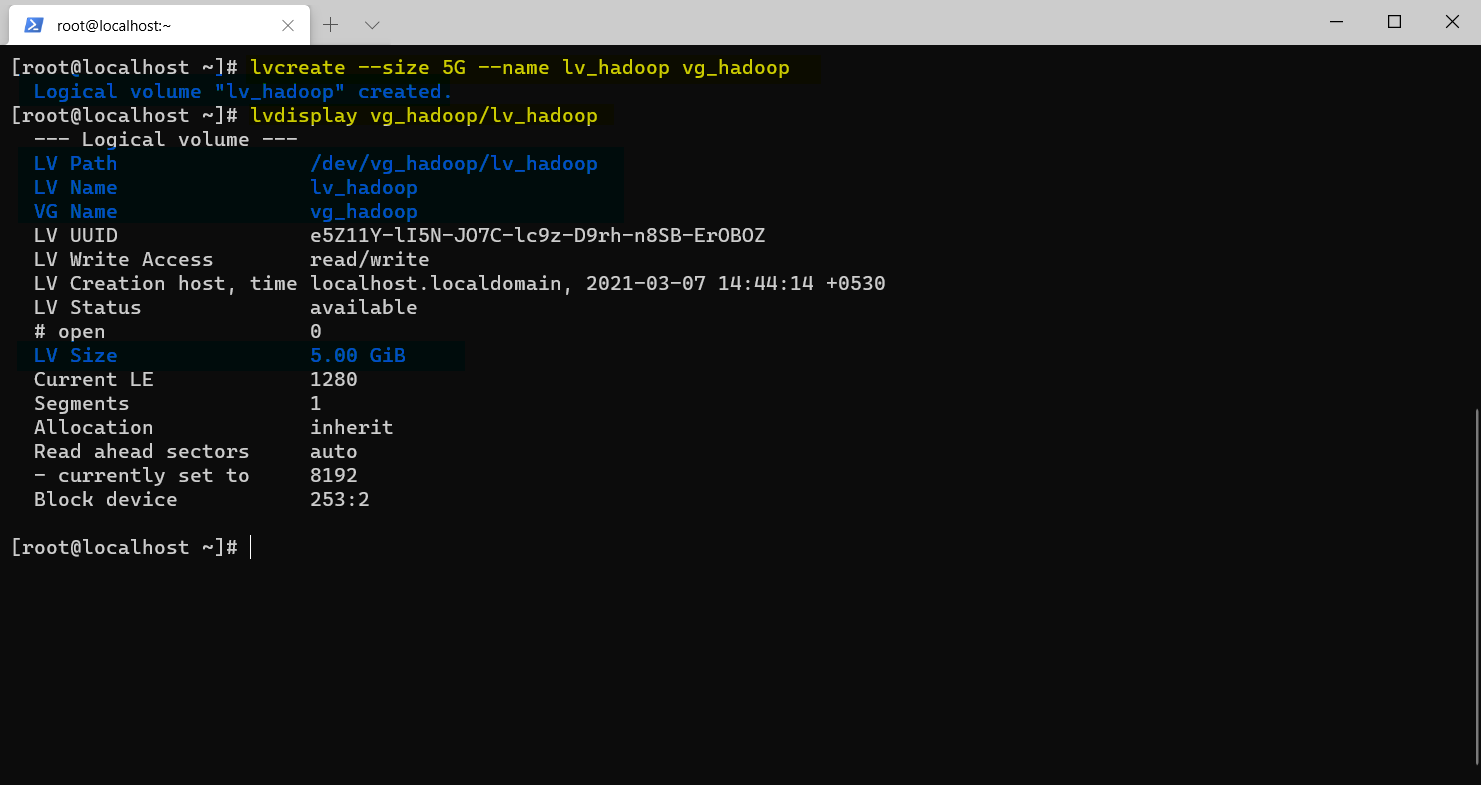 root@localhost:~
[root@localhost ~]# lvcreate --size 5G --name lv_hadoop vg_hadoop
  Logical volume "lv_hadoop" created.
[root@localhost ~]# lvdisplay vg_hadoop/lv_hadoop
  --- Logical volume ---
  LV Path                /dev/vg_hadoop/lv_hadoop
  LV Name                lv_hadoop
  VG Name                vg_hadoop
  LV UUID                e5Z11Y-lI5N-JO7C-lc9z-D9rh-n8SB-ErOBOZ
  LV Write Access        read/write
  LV Creation host, time localhost.localdomain, 2021-03-07 14:44:14 +0530
  LV Status              available
  # open                 0
  LV Size                5.00 GiB
  Current LE             1280
  Segments               1
  Allocation             inherit
  Read ahead sectors     auto
  - currently set to     8192
  Block device           253:2
[root@localhost ~]#